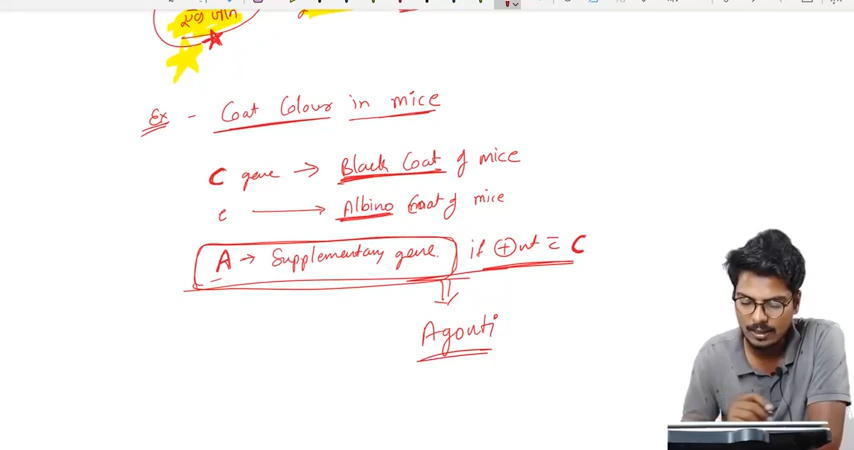 Ex - Coat Colour in mice
C gene → Black Coat of mice
c → Albino Coat of mice
A → Supplementary gene. if ⊕nt = C
Agouti